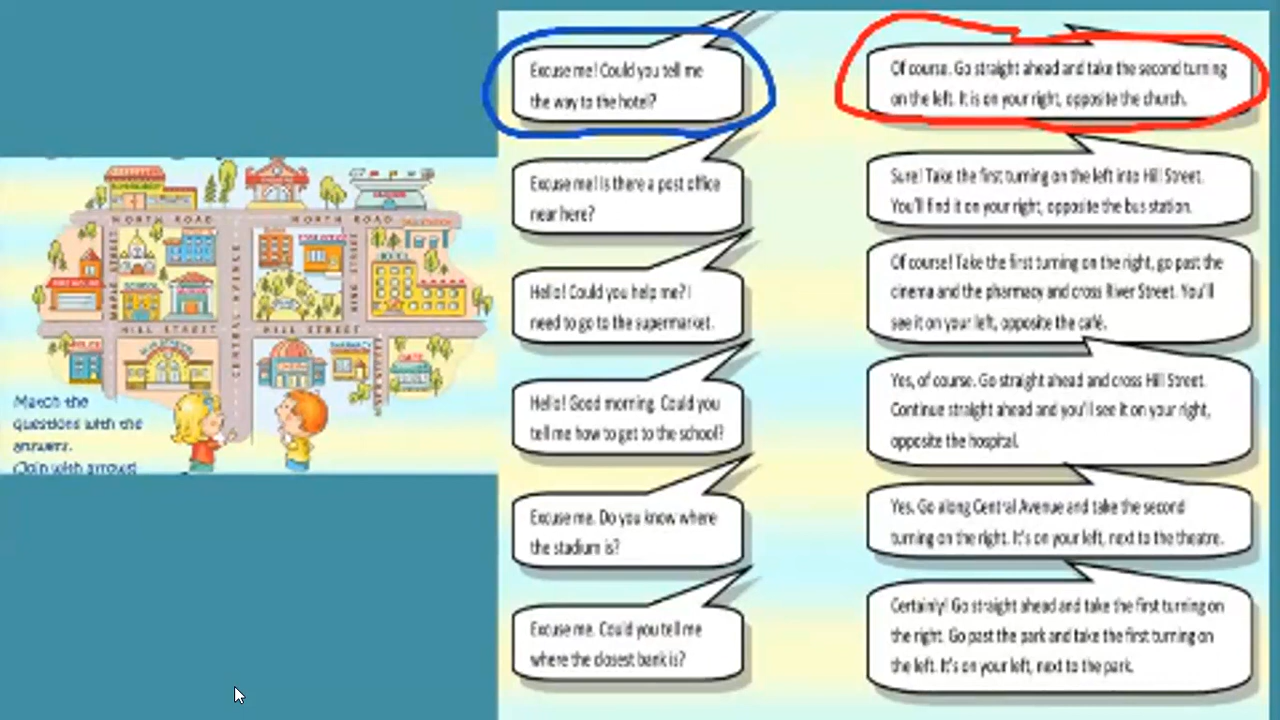 SUPERMARKET
NORTH ROAD NORTH ROAD
MAPLE STREET
CENTRAL AVENUE
KING STREET
HOTEL
SCHOOL
HILL STREET HILL STREET
POLICE
PHARMACY
CINEMA
CAFE
Match the
questions with the
answers.
(Join with arrows)
Excuse me! Could you tell me
the way to the hotel?
Excuse me! Is there a post office
near here?
Hello! Could you help me? I
need to go to the supermarket.
Hello! Good morning. Could you
tell me how to get to the school?
Excuse me. Do you know where
the stadium is?
Excuse me. Could you tell me
where the closest bank is?
Of course. Go straight ahead and take the second turning
on the left. It is on your right, opposite the church.
Sure! Take the first turning on the left into Hill Street.
You'll find it on your right, opposite the bus station.
Of course! Take the first turning on the right, go past the
cinema and the pharmacy and cross River Street. You'll
see it on your left, opposite the café.
Yes, of course. Go straight ahead and cross Hill Street.
Continue straight ahead and you'll see it on your right,
opposite the hospital.
Yes. Go along Central Avenue and take the second
turning on the right. It's on your left, next to the theatre.
Certainly! Go straight ahead and take the first turning on
the right. Go past the park and take the first turning on
the left. It's on your left, next to the park.